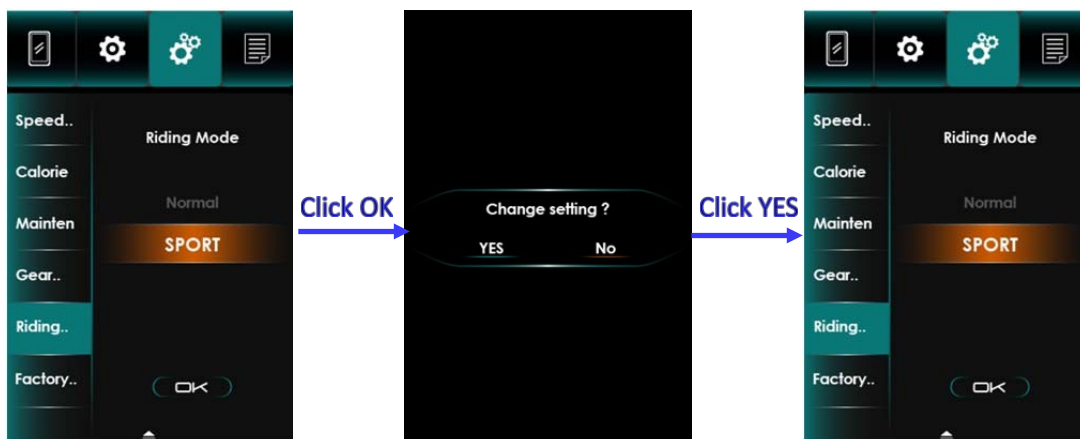 Speed..
Calorie
Mainten
Gear..
Riding..
Factory..
Riding Mode
Normal
SPORT
OK
Click OK
Change setting ?
YES No
Click YES
Speed..
Calorie
Mainten
Gear..
Riding..
Factory..
Riding Mode
Normal
SPORT
OK